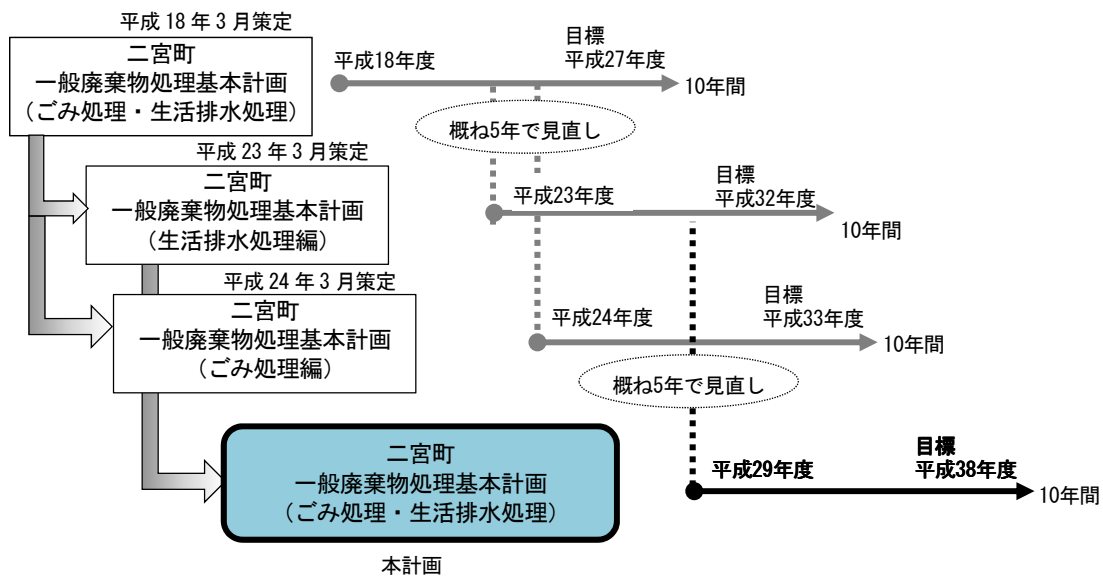 平成 18 年 3 月策定
二宮町
一般廃棄物処理基本計画
（ごみ処理・生活排水処理）
平成18年度
目標
平成27年度
10年間
概ね5年で見直し
平成 23 年 3 月策定
二宮町
一般廃棄物処理基本計画
（生活排水処理編）
平成23年度
目標
平成32年度
10年間
平成 24 年 3 月策定
二宮町
一般廃棄物処理基本計画
（ごみ処理編）
平成24年度
目標
平成33年度
10年間
概ね5年で見直し
二宮町
一般廃棄物処理基本計画
（ごみ処理・生活排水処理）
平成29年度
目標
平成38年度
10年間
本計画